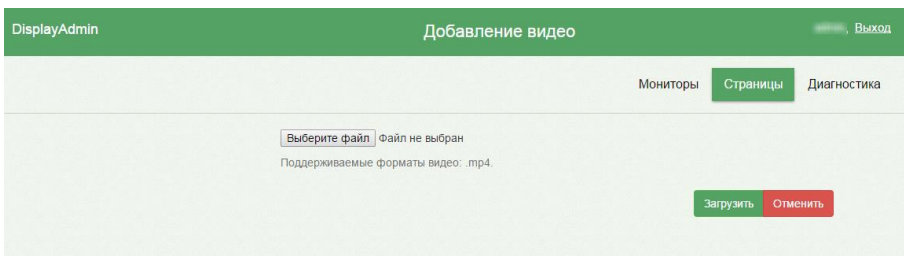 DisplayAdmin
Добавление видео
, Выход
Мониторы
Страницы
Диагностика
Выберите файл Файл не выбран
Поддерживаемые форматы видео: .mp4.
Загрузить
Отменить